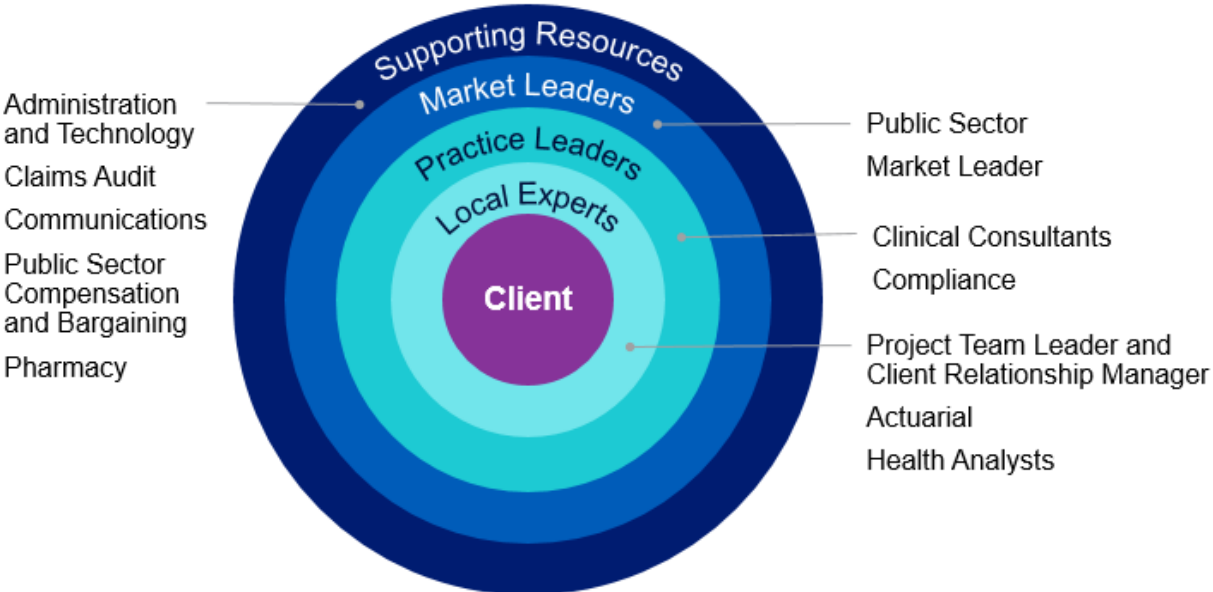 Supporting Resources
Market Leaders
Practice Leaders
Local Experts
Client
Administration
and Technology
Claims Audit
Communications
Public Sector
Compensation
and Bargaining
Pharmacy
Public Sector
Market Leader
Clinical Consultants
Compliance
Project Team Leader and
Client Relationship Manager
Actuarial
Health Analysts